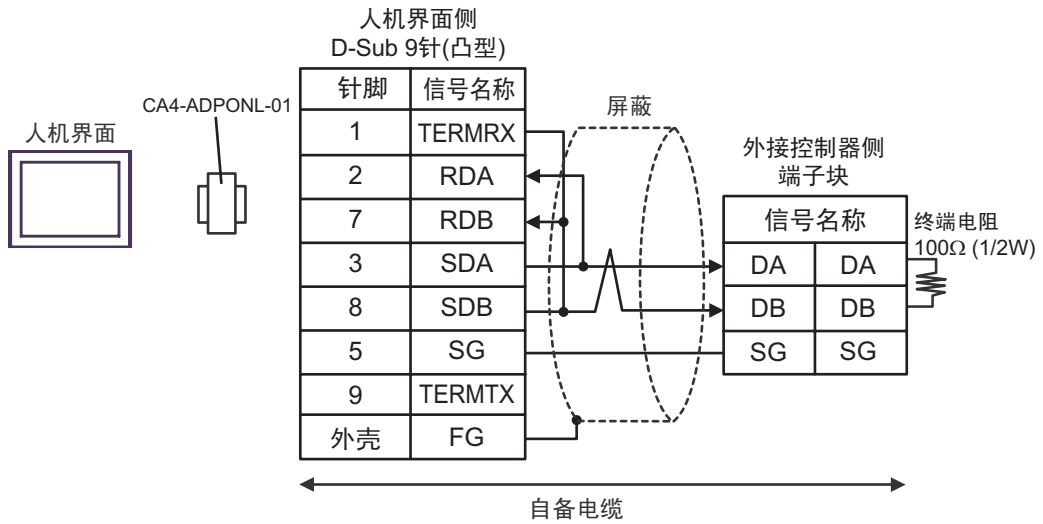 人机界面侧
D-Sub 9针(凸型)
人机界面
CA4-ADPONL-01
针脚 信号名称
1 TERMRX
2 RDA
7 RDB
3 SDA
8 SDB
5 SG
9 TERMTX
外壳 FG
屏蔽
外接控制器侧
端子块
信号名称
DA DA
DB DB
SG SG
终端电阻
100Ω (1/2W)
自备电缆